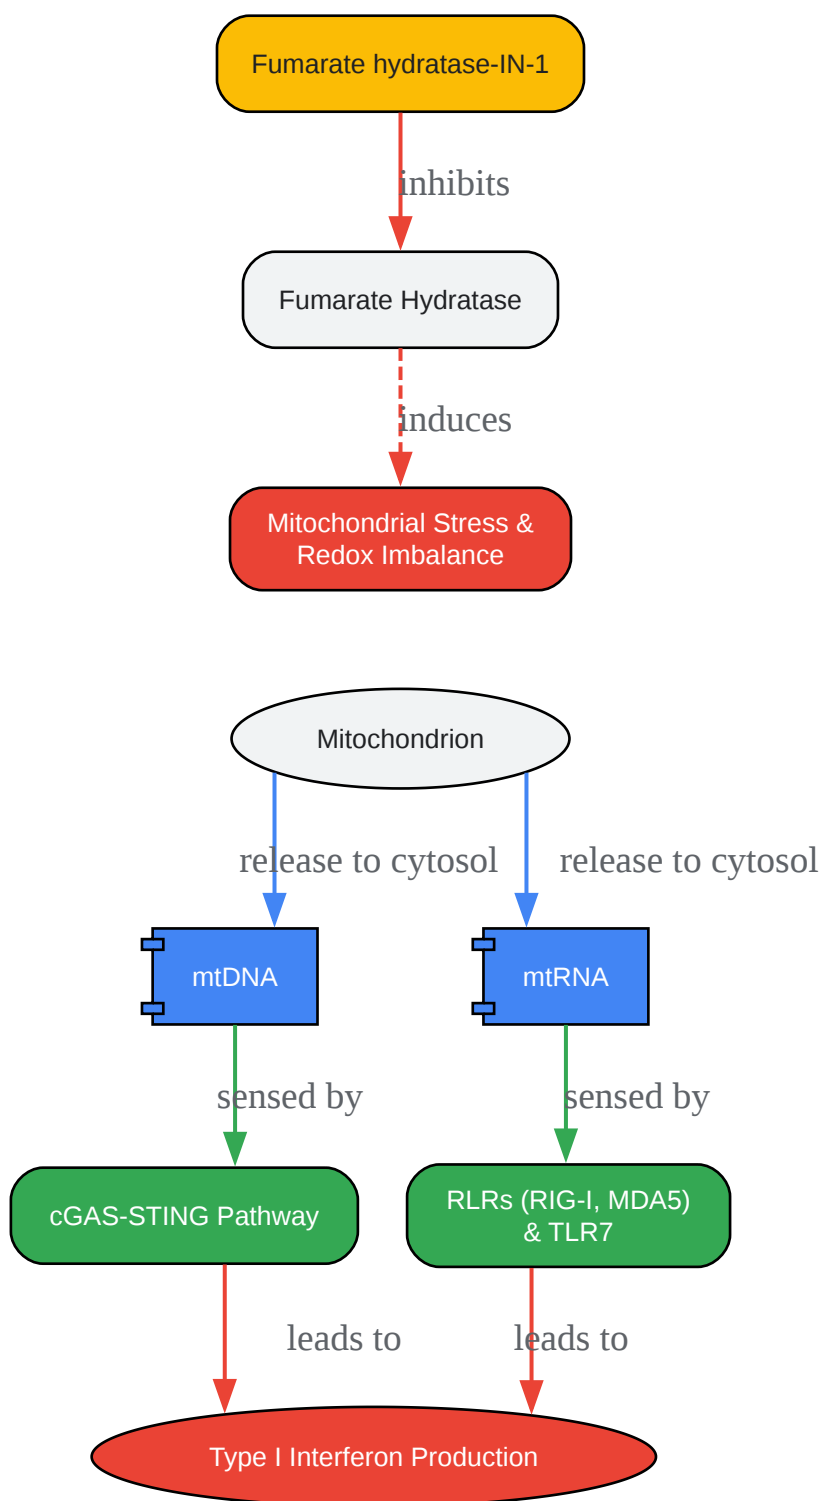 Fumarate hydratase-IN-1
inhibits
Fumarate Hydratase
induces
Mitochondrial Stress &
Redox Imbalance
Mitochondrion
release to cytosol
release to cytosol
mtDNA
mtRNA
sensed by
sensed by
cGAS-STING Pathway
RLRs (RIG-I, MDA5)
& TLR7
leads to
leads to
Type I Interferon Production